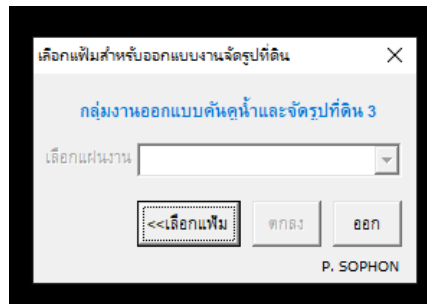 เลือกแฟ้มสำหรับออกแบบงานจัดรูปที่ดิน
กลุ่มงานออกแบบคันคูน้ำและจัดรูปที่ดิน 3
เลือกแผ่นงาน
<<เลือกแฟ้ม ตกลง ออก
P. SOPHON